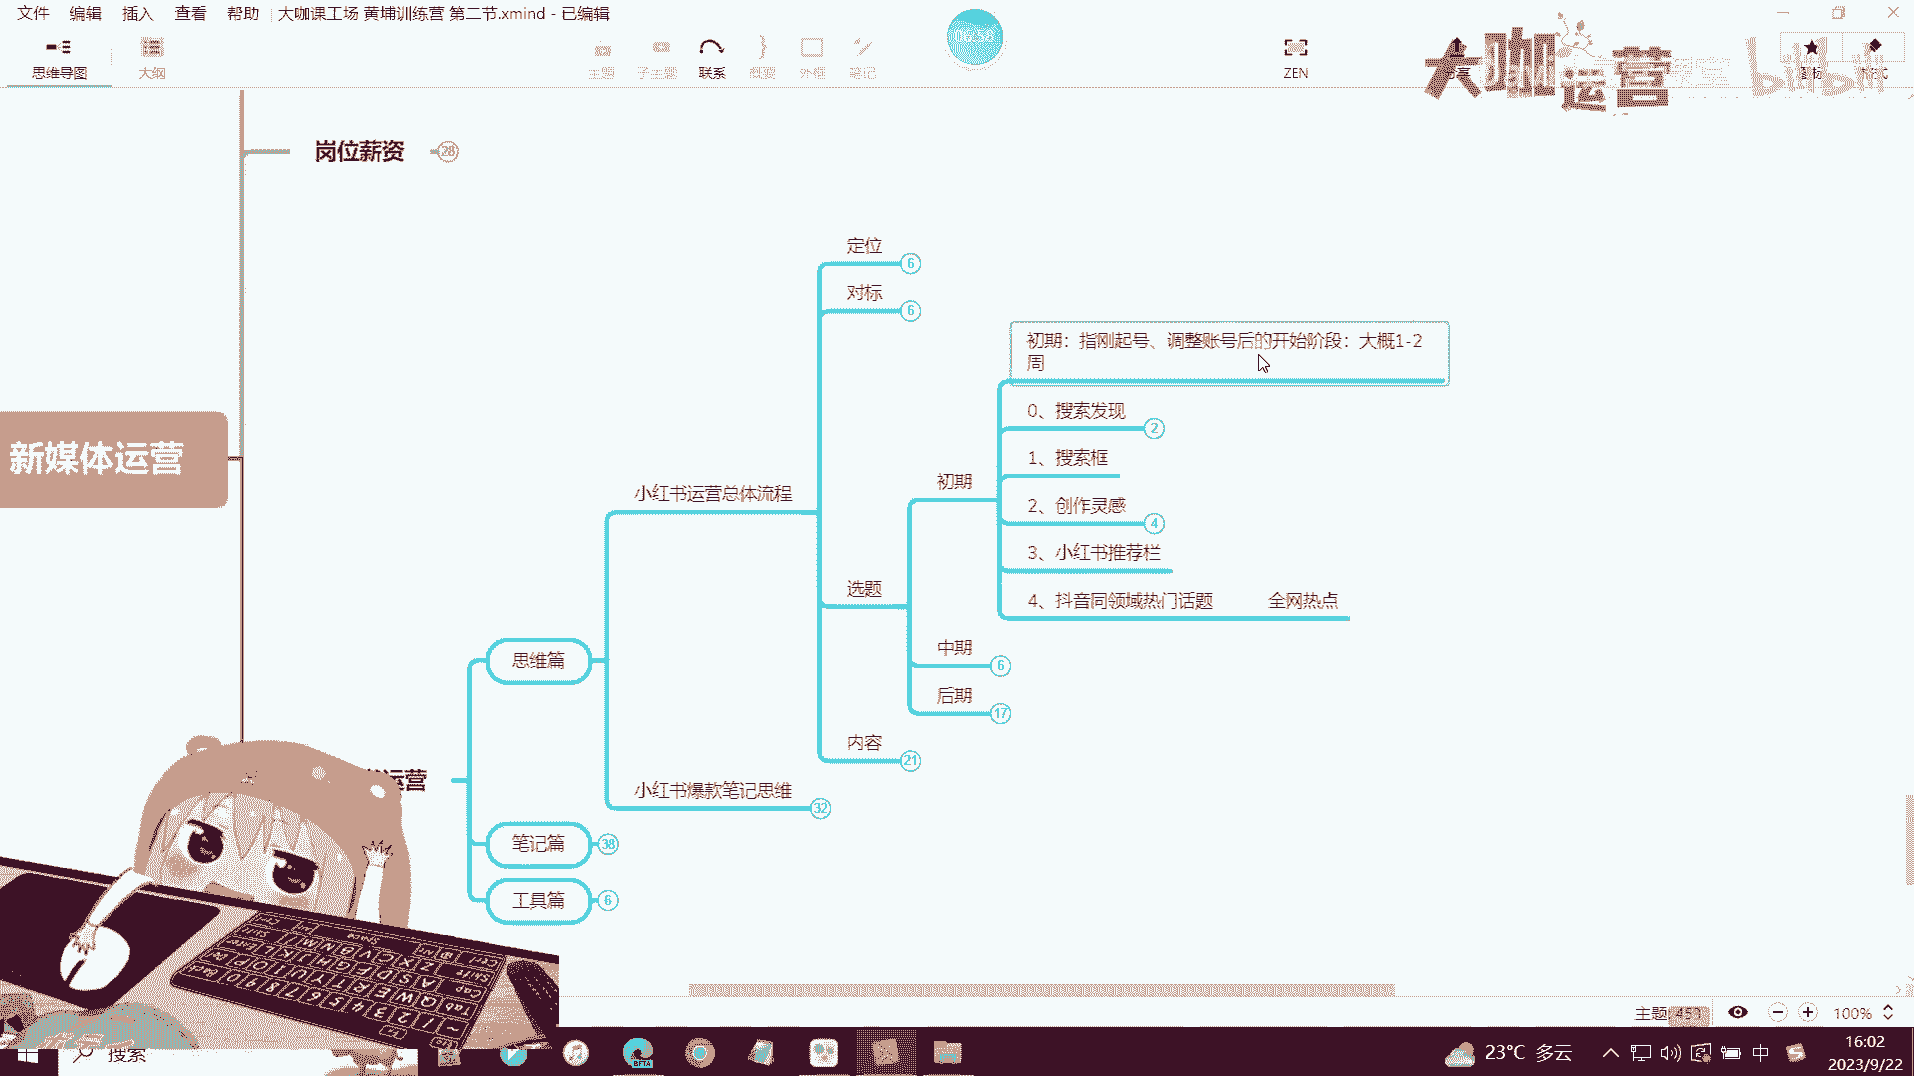 文件 编辑 插入 查看 帮助 大咖课工场 黄埔训练营 第二节.xmind - 已编辑
思维导图 大纲 主题 子主题 联系 概要 外框 笔记 ZEN
大咖运营
bilibili
岗位薪资 28
定位 6
对标 6
初期：指刚起号、调整账号后的开始阶段：大概1-2
周
0、搜索发现 2
1、搜索框
初期
2、创作灵感 4
3、小红书推荐栏
4、抖音同领域热门话题 全网热点
新媒体运营
小红书运营总体流程
选题
中期 6
后期 17
思维篇
内容 21
运营
小红书爆款笔记思维 32
笔记篇 38
工具篇 6
主题 100%
搜索
BETA
23°C 多云
中
16:02
2023/9/22